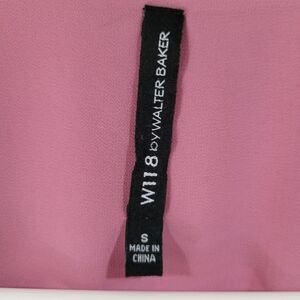 W118 by WALTER BAKER
S
MADE IN
CHINA